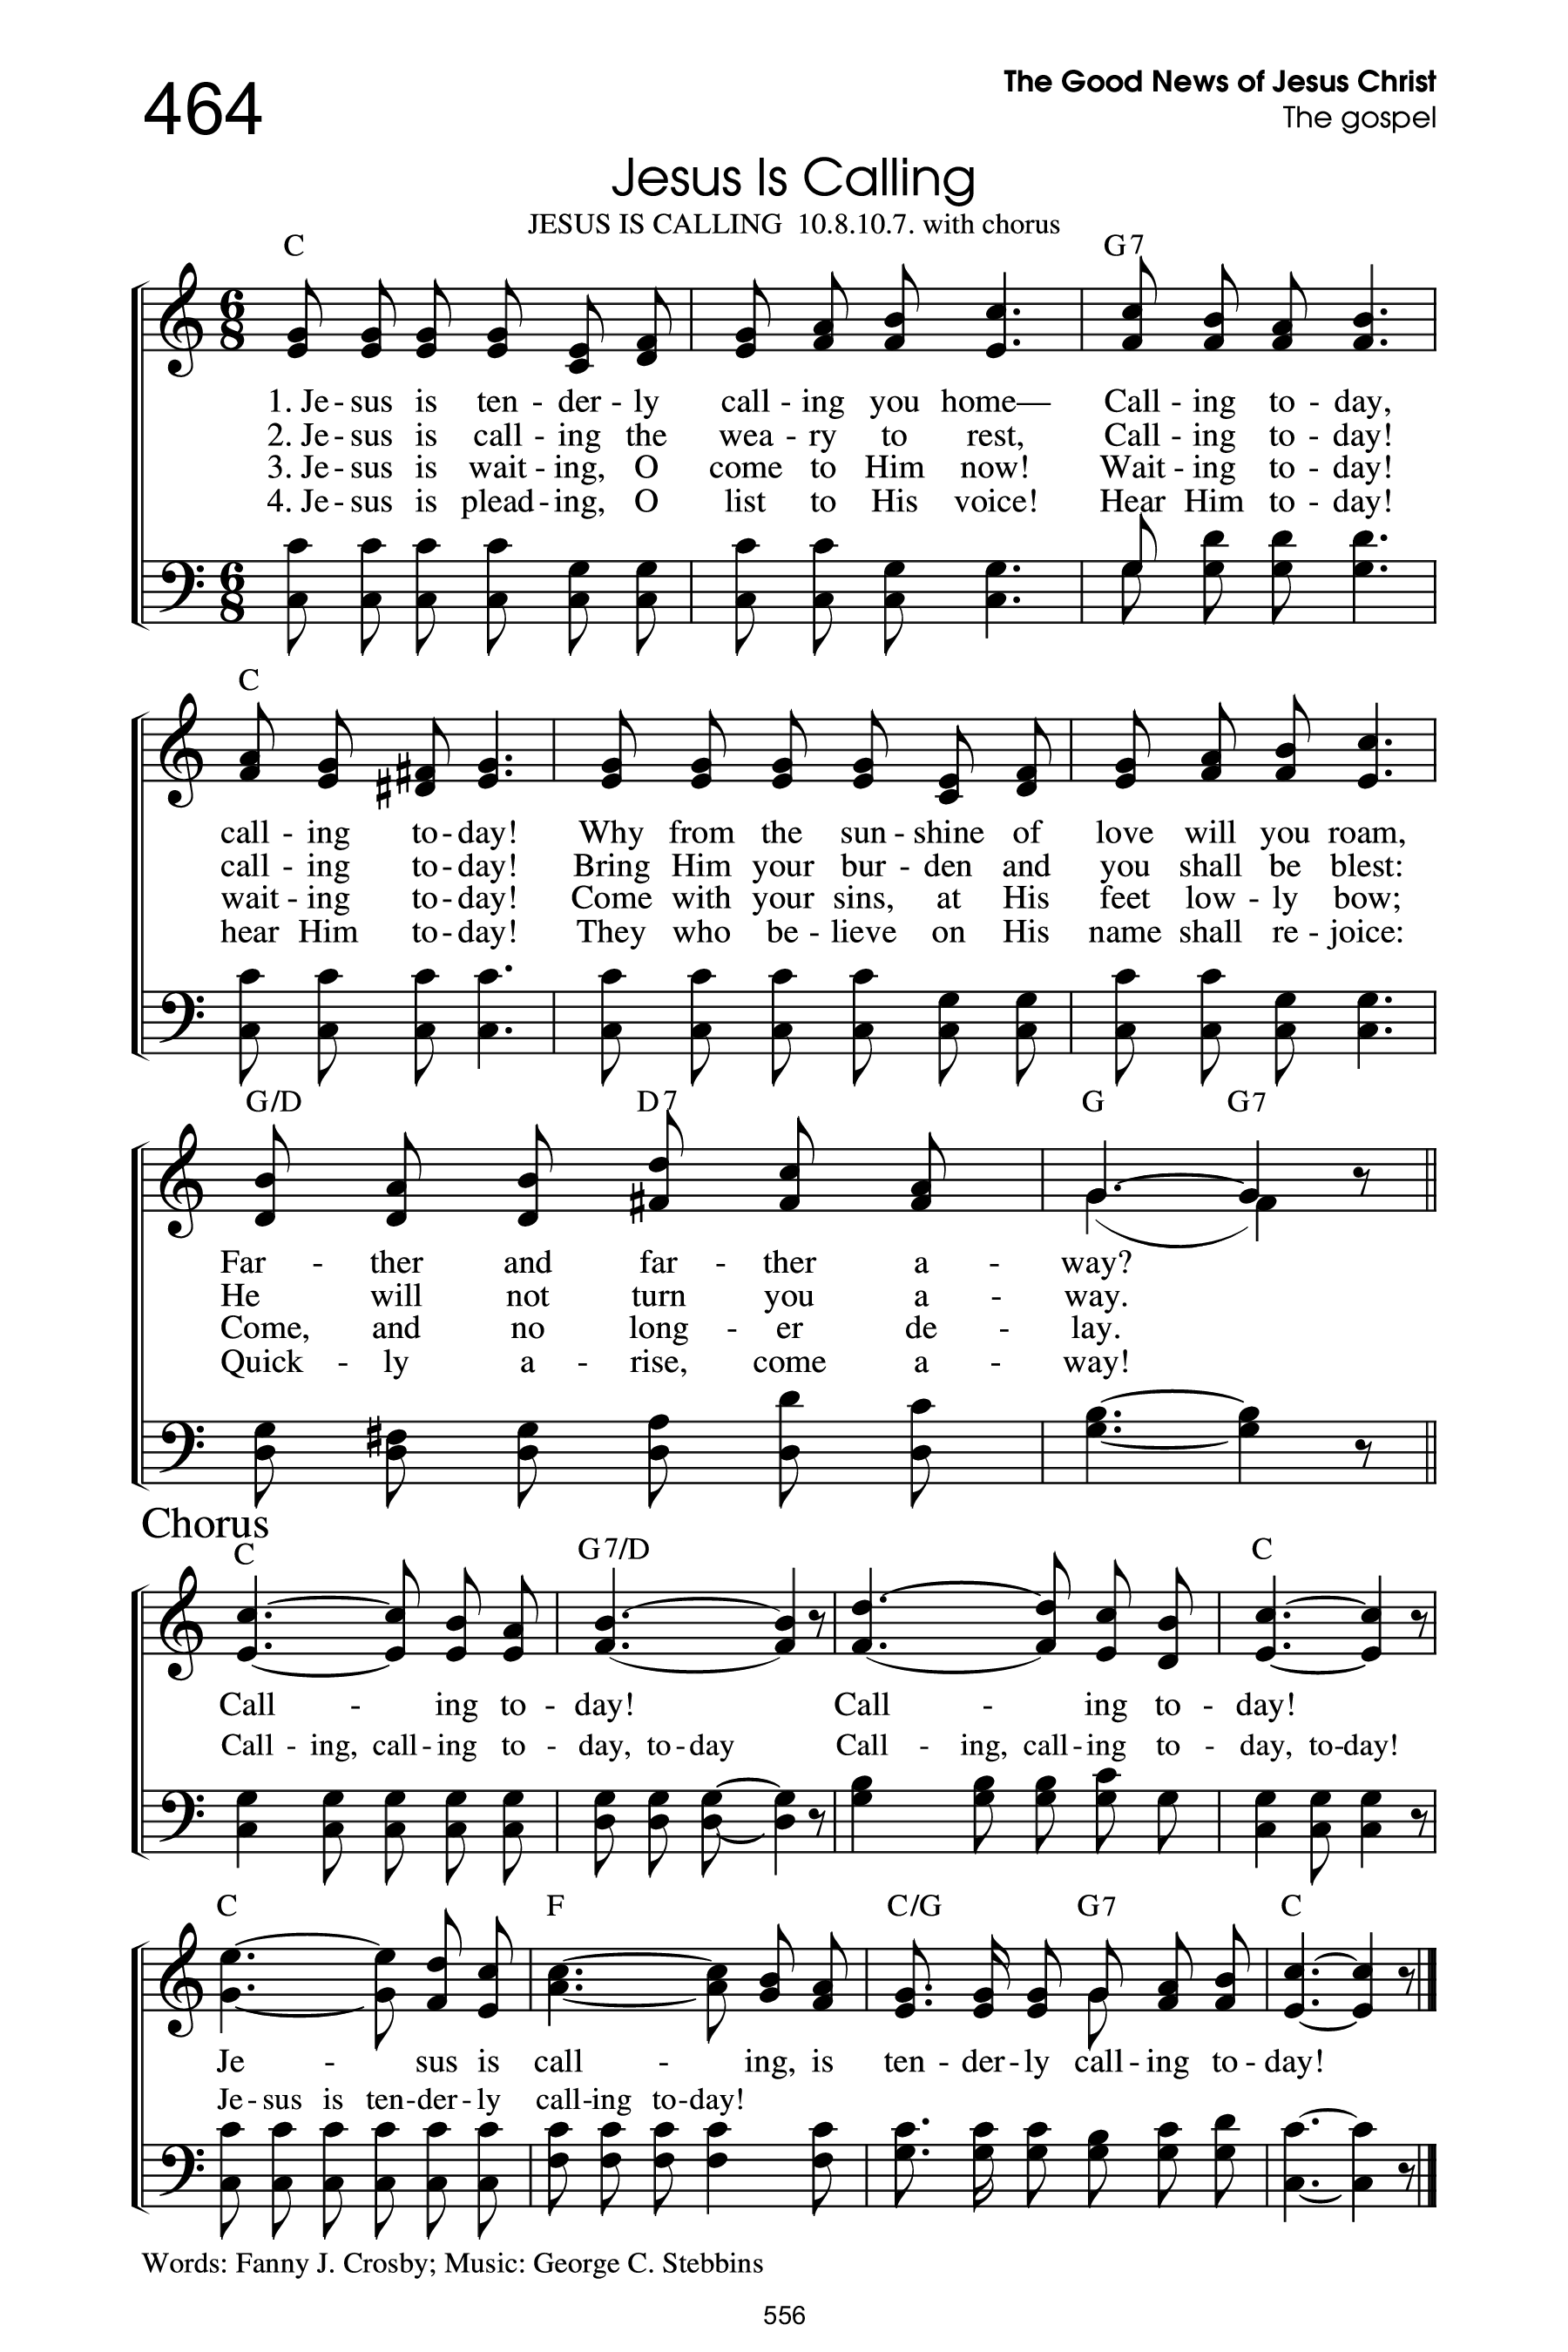 464
The Good News of Jesus Christ
The gospel
Jesus Is Calling
JESUS IS CALLING 10.8.10.7. with chorus
C G7
1. Je - sus is ten - der - ly call - ing you home— Call - ing to - day,
2. Je - sus is call - ing the wea - ry to rest, Call - ing to - day!
3. Je - sus is wait - ing, O come to Him now! Wait - ing to - day!
4. Je - sus is plead - ing, O list to His voice! Hear Him to - day!
C
call - ing to - day! Why from the sun - shine of love will you roam,
call - ing to - day! Bring Him your bur - den and you shall be blest:
wait - ing to - day! Come with your sins, at His feet low - ly bow;
hear Him to - day! They who be - lieve on His name shall re - joice:
G/D D7 G G7
Far - ther and far - ther a - way?
He will not turn you a - way.
Come, and no long - er de - lay.
Quick - ly a - rise, come a - way!
Chorus
C G7/D C
Call - ing to - day! Call - ing to - day!
Call - ing, call - ing to - day, to - day Call - ing, call - ing to - day, to - day!
C F C/G G7 C
Je - sus is call - ing, is ten - der - ly call - ing to - day!
Je - sus is ten - der - ly call - ing to - day!
Words: Fanny J. Crosby; Music: George C. Stebbins
556